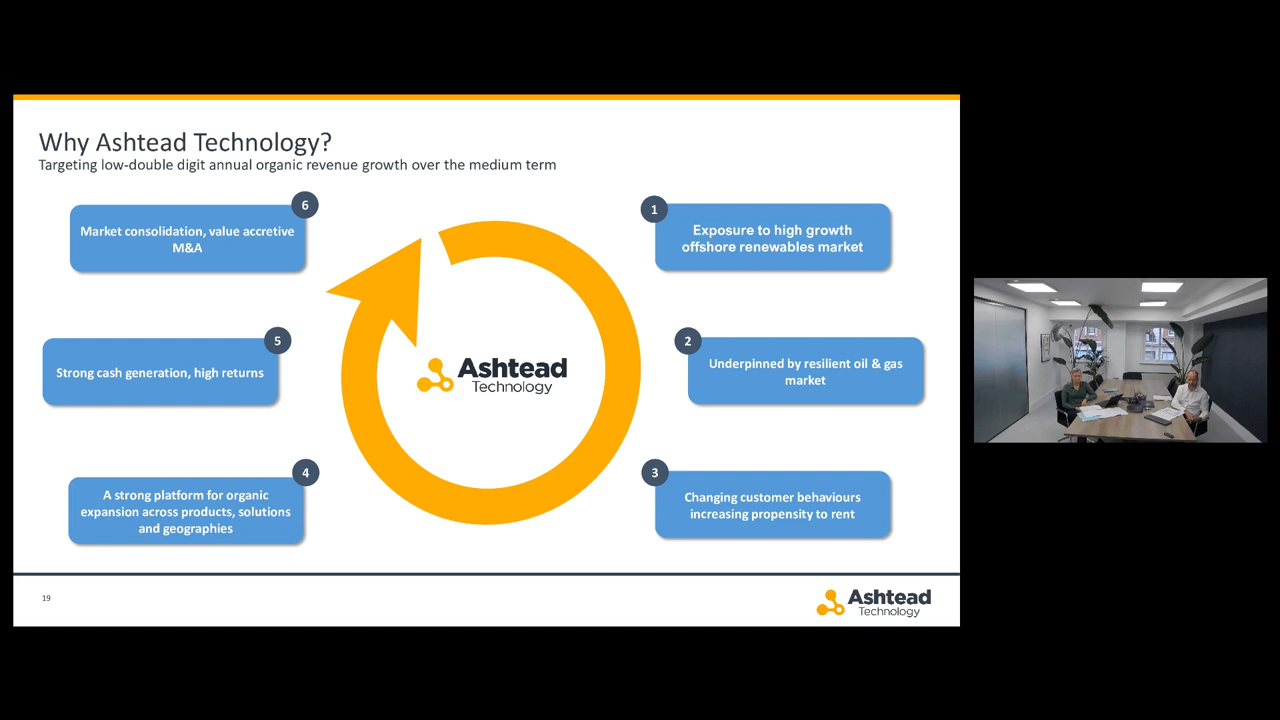 Why Ashtead Technology?
Targeting low-double digit annual organic revenue growth over the medium term
6
Market consolidation, value accretive
M&A
1
Exposure to high growth
offshore renewables market
5
Strong cash generation, high returns
2
Underpinned by resilient oil & gas
market
Ashtead
Technology
4
A strong platform for organic
expansion across products, solutions
and geographies
3
Changing customer behaviours
increasing propensity to rent
19
Ashtead
Technology